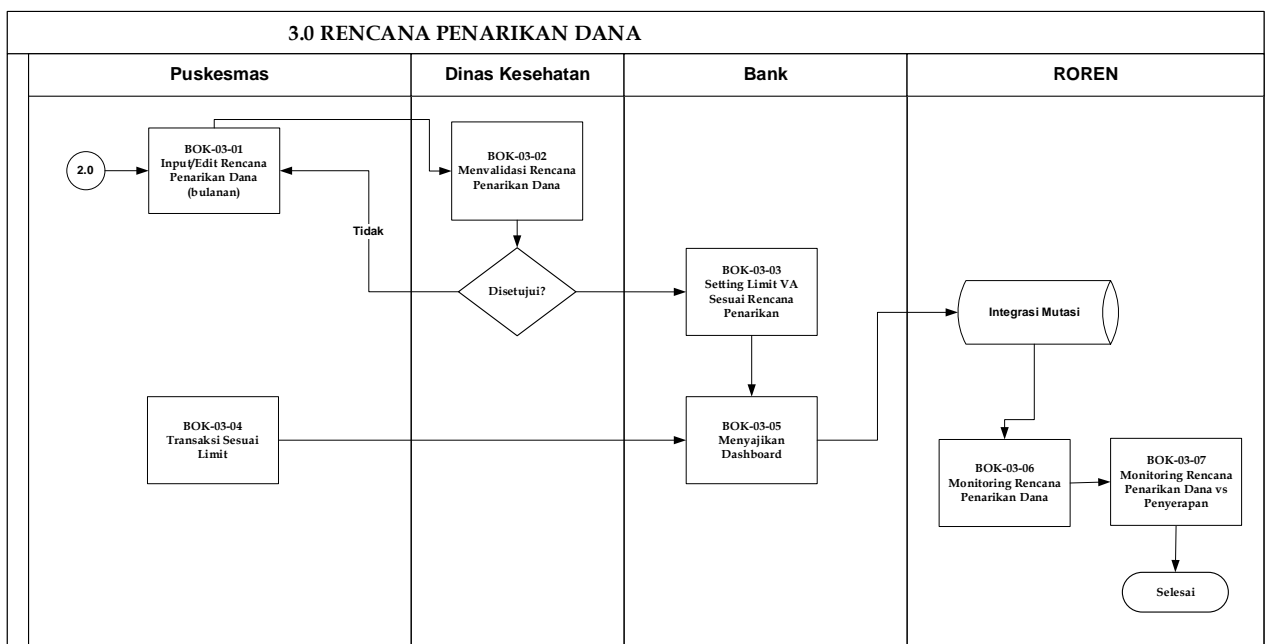 3.0 RENCANA PENARIKAN DANA
Puskesmas
Dinas Kesehatan
Bank
ROREN
2.0
BOK-03-01
Input/Edit Rencana
Penarikan Dana
(bulanan)
BOK-03-02
Menvalidasi Rencana
Penarikan Dana
Tidak
Disetujui?
BOK-03-03
Setting Limit VA
Sesuai Rencana
Penarikan
Integrasi Mutasi
BOK-03-04
Transaksi Sesuai
Limit
BOK-03-05
Menyajikan
Dashboard
BOK-03-06
Monitoring Rencana
Penarikan Dana
BOK-03-07
Monitoring Rencana
Penarikan Dana vs
Penyerapan
Selesai